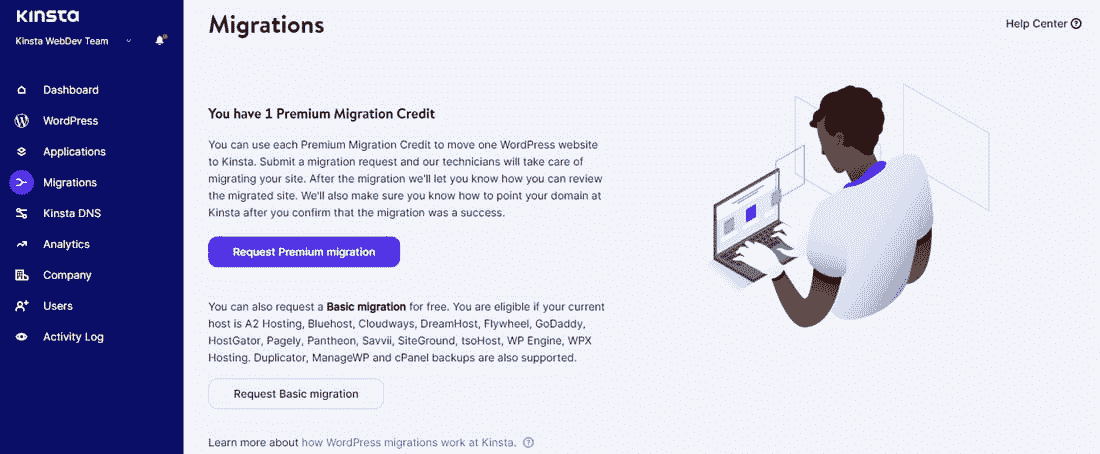 KINSTA
Kinsta WebDev Team
Dashboard
WordPress
Applications
Migrations
Kinsta DNS
Analytics
Company
Users
Activity Log
Migrations
Help Center
You have 1 Premium Migration Credit
You can use each Premium Migration Credit to move one WordPress website
to Kinsta. Submit a migration request and our technicians will take care of
migrating your site. After the migration we'll let you know how you can review
the migrated site. We'll also make sure you know how to point your domain at
Kinsta after you confirm that the migration was a success.
Request Premium migration
You can also request a Basic migration for free. You are eligible if your current
host is A2 Hosting, Bluehost, Cloudways, DreamHost, Flywheel, GoDaddy,
HostGator, Pagely, Pantheon, Savvii, SiteGround, tsoHost, WP Engine, WPX
Hosting. Duplicator, ManageWP and cPanel backups are also supported.
Request Basic migration
Learn more about how WordPress migrations work at Kinsta.